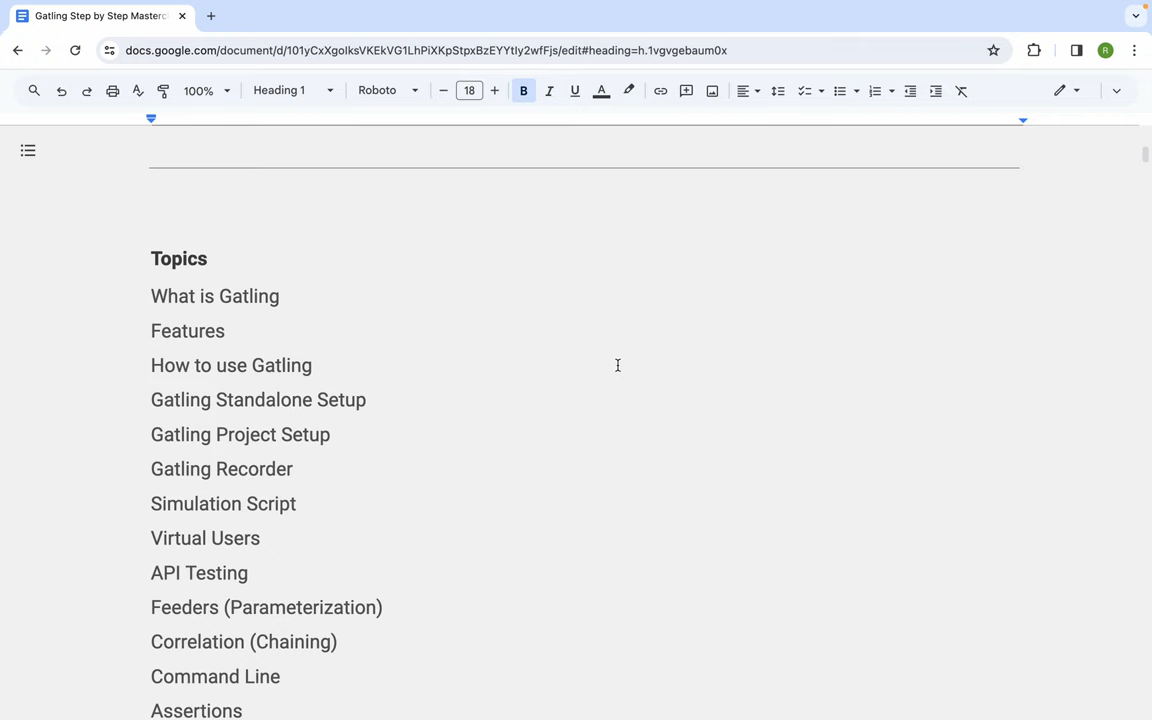 Gatling Step by Step Masterc
docs.google.com/document/d/101yCxXgoIksVKEkVG1LhPiXKpStpxBzEYYtIy2wfFjs/edit#heading=h.1vgvgebaum0x
R
100%
Heading 1
Roboto
18
B
I
U
A
Topics
What is Gatling
Features
How to use Gatling
Gatling Standalone Setup
Gatling Project Setup
Gatling Recorder
Simulation Script
Virtual Users
API Testing
Feeders (Parameterization)
Correlation (Chaining)
Command Line
Assertions